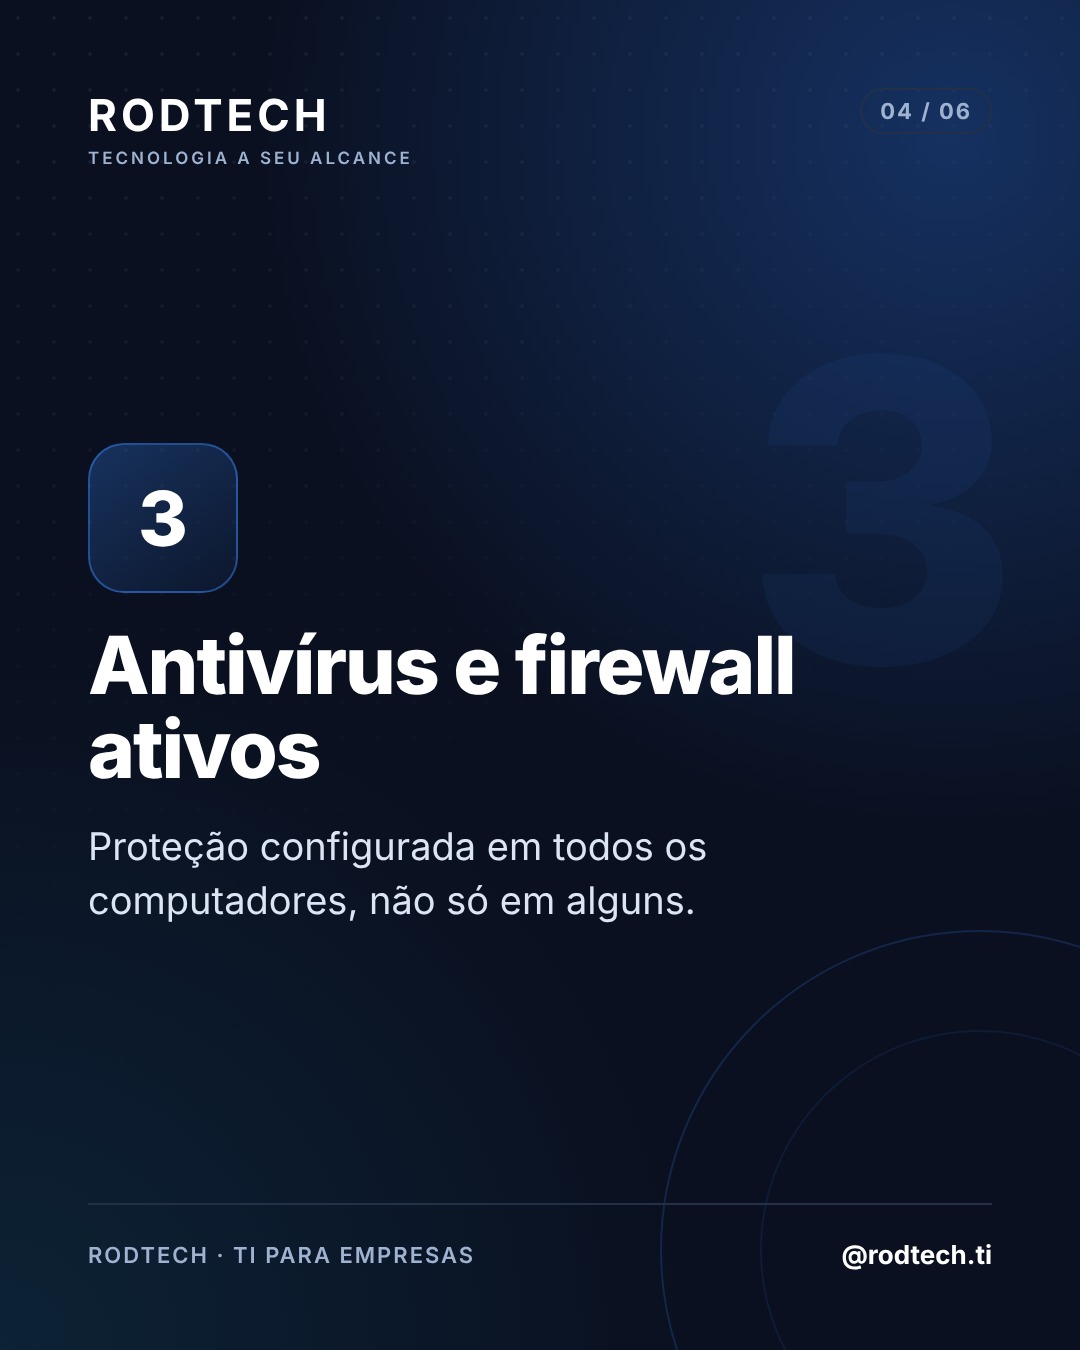 RODTECH
TECNOLOGIA A SEU ALCANCE
04 / 06
3
3
Antivírus e firewall
ativos
Proteção configurada em todos os
computadores, não só em alguns.
RODTECH · TI PARA EMPRESAS
@rodtech.ti